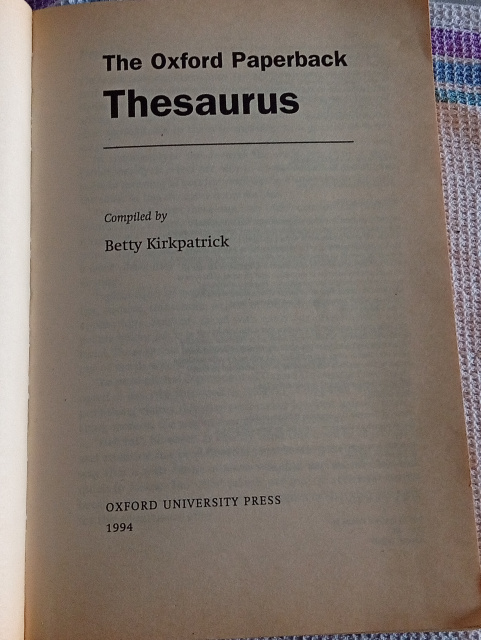 The Oxford Paperback
Thesaurus
Compiled by
Betty Kirkpatrick
OXFORD UNIVERSITY PRESS
1994